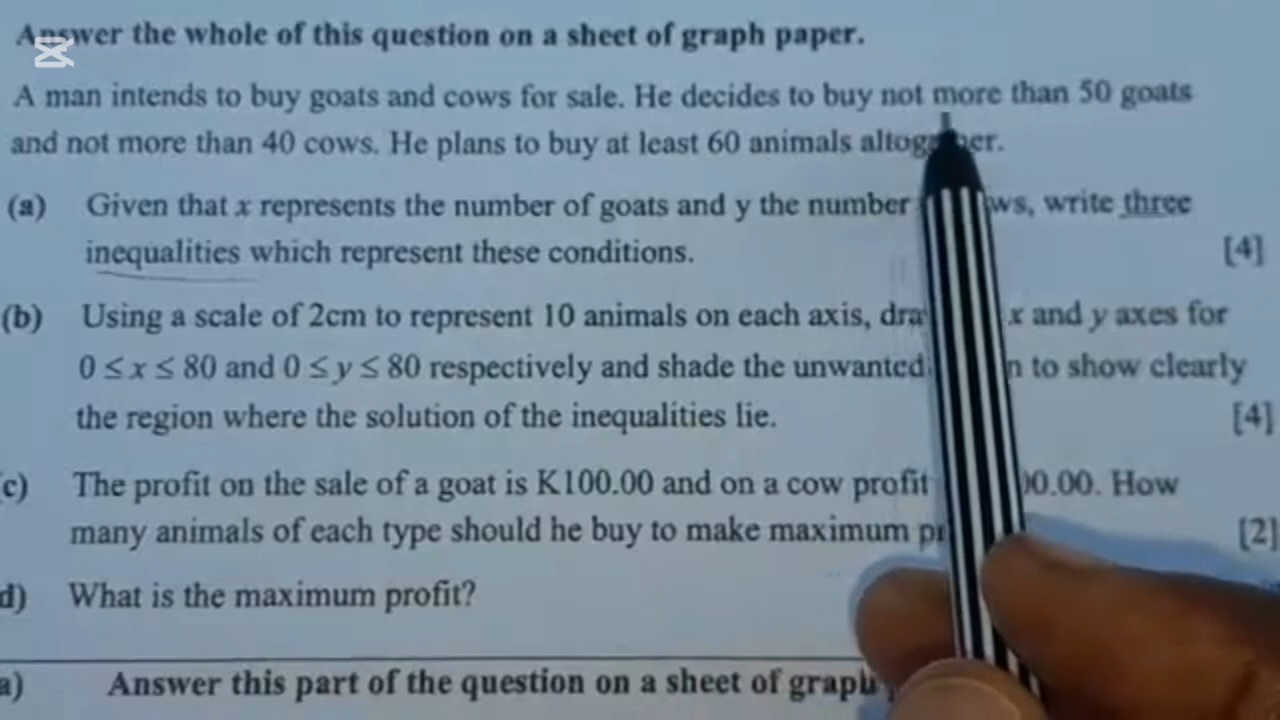 Answer the whole of this question on a sheet of graph paper.
A man intends to buy goats and cows for sale. He decides to buy not more than 50 goats
and not more than 40 cows. He plans to buy at least 60 animals altogether.
(a) Given that x represents the number of goats and y the number ws, write three
inequalities which represent these conditions. [4]
(b) Using a scale of 2cm to represent 10 animals on each axis, dra x and y axes for
0 ≤ x ≤ 80 and 0 ≤ y ≤ 80 respectively and shade the unwanted n to show clearly
the region where the solution of the inequalities lie. [4]
c) The profit on the sale of a goat is K100.00 and on a cow profit 00.00. How
many animals of each type should he buy to make maximum p [2]
d) What is the maximum profit?
a) Answer this part of the question on a sheet of graph